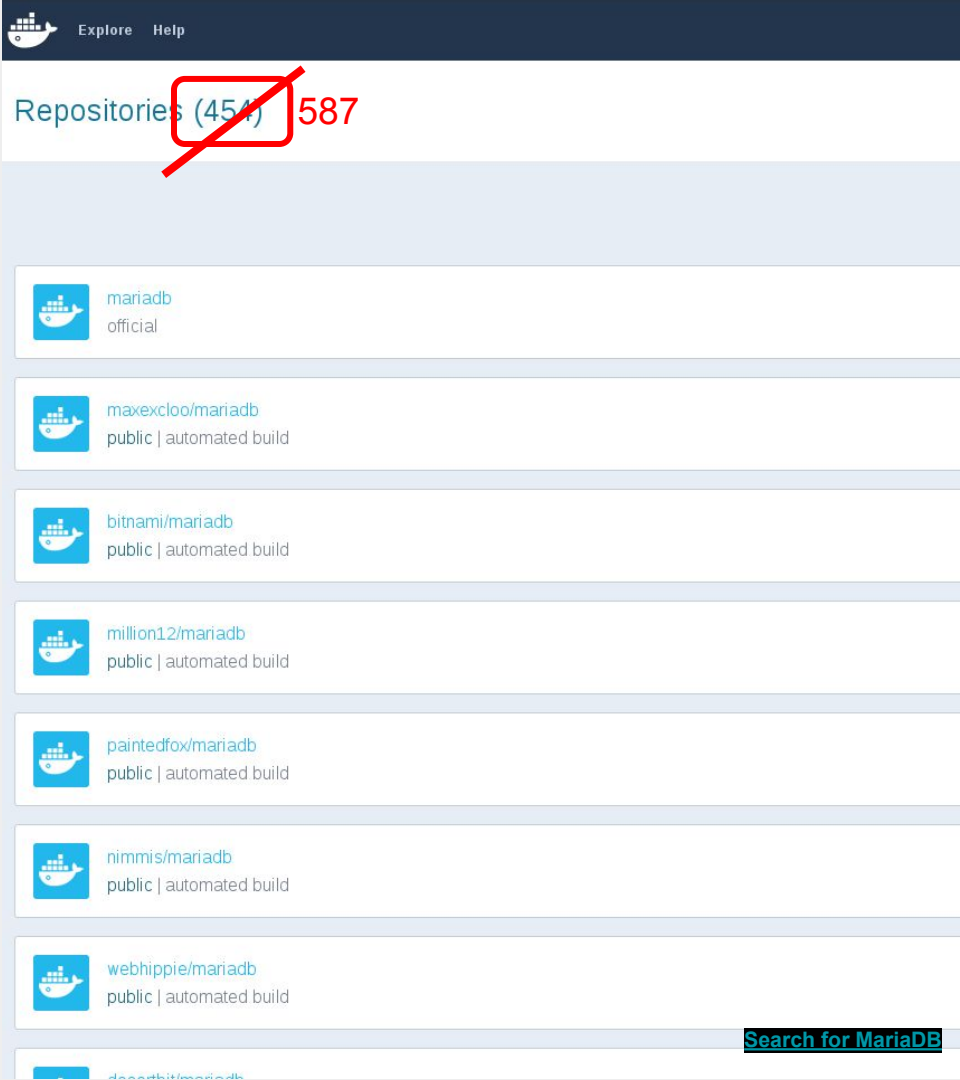 Explore Help
Repositories (454) 587
mariadb
official
maxexcloo/mariadb
public | automated build
bitnami/mariadb
public | automated build
million12/mariadb
public | automated build
paintedfox/mariadb
public | automated build
nimmis/mariadb
public | automated build
webhippie/mariadb
public | automated build
Search for MariaDB